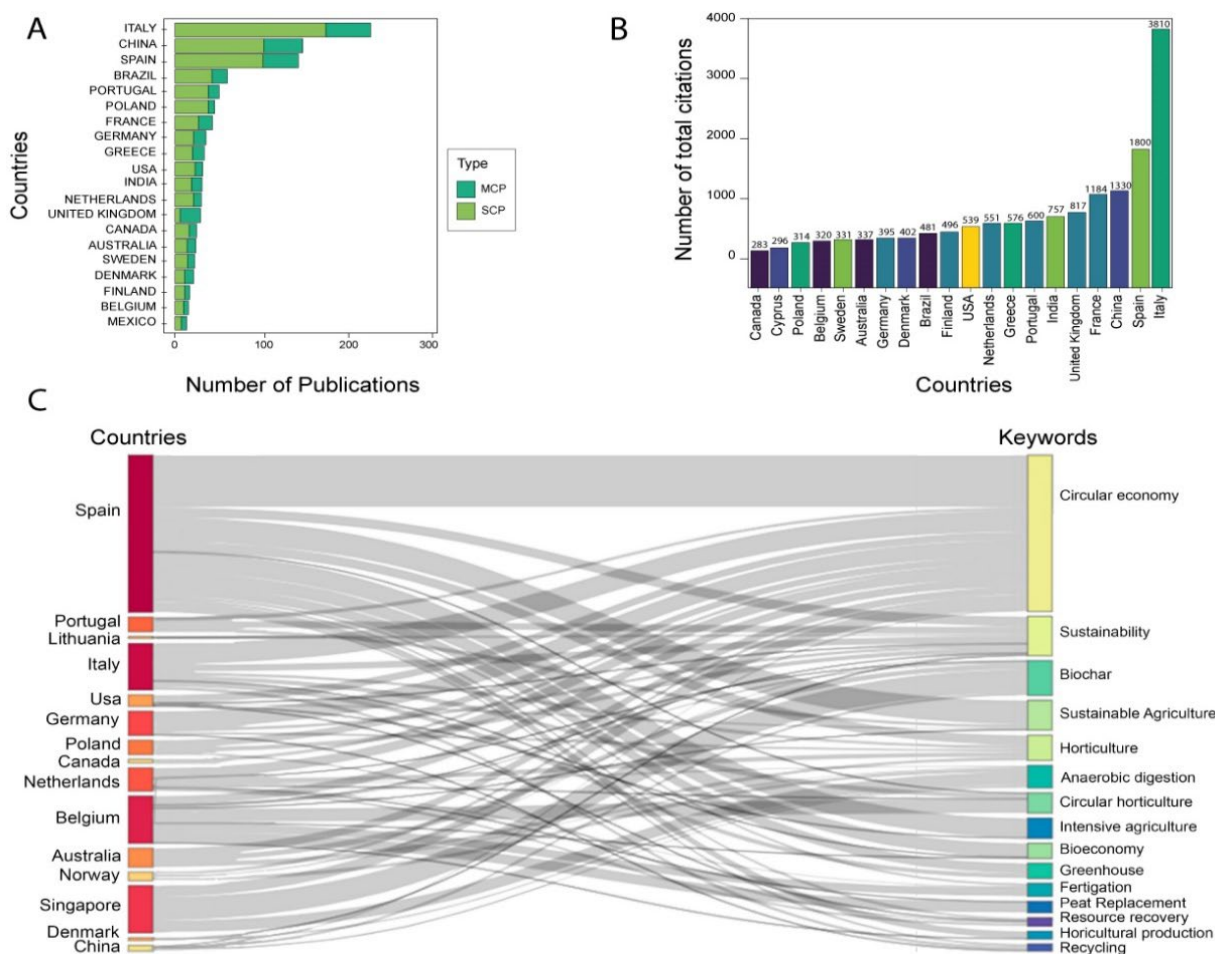 A
ITALY
CHINA
SPAIN
BRAZIL
PORTUGAL
POLAND
FRANCE
GERMANY
GREECE
USA
INDIA
NETHERLANDS
UNITED KINGDOM
CANADA
AUSTRALIA
SWEDEN
DENMARK
FINLAND
BELGIUM
MEXICO
Countries
0 100 200 300
Number of Publications
Type
MCP
SCP
B
Number of total citations
4000
3000
2000
1000
0
283 296 314 320 331 337 395 402 481 496 539 551 576 600 757 817 1184 1330 1800 3810
Canada
Cyprus
Poland
Belgium
Sweden
Australia
Germany
Denmark
Brazil
Finland
USA
Netherlands
Greece
Portugal
India
United Kingdom
France
China
Spain
Italy
Countries
C
Countries
Spain
Portugal
Lithuania
Italy
Usa
Germany
Poland
Canada
Netherlands
Belgium
Australia
Norway
Singapore
Denmark
China
Keywords
Circular economy
Sustainability
Biochar
Sustainable Agriculture
Horticulture
Anaerobic digestion
Circular horticulture
Intensive agriculture
Bioeconomy
Greenhouse
Fertigation
Peat Replacement
Resource recovery
Horicultural production
Recycling